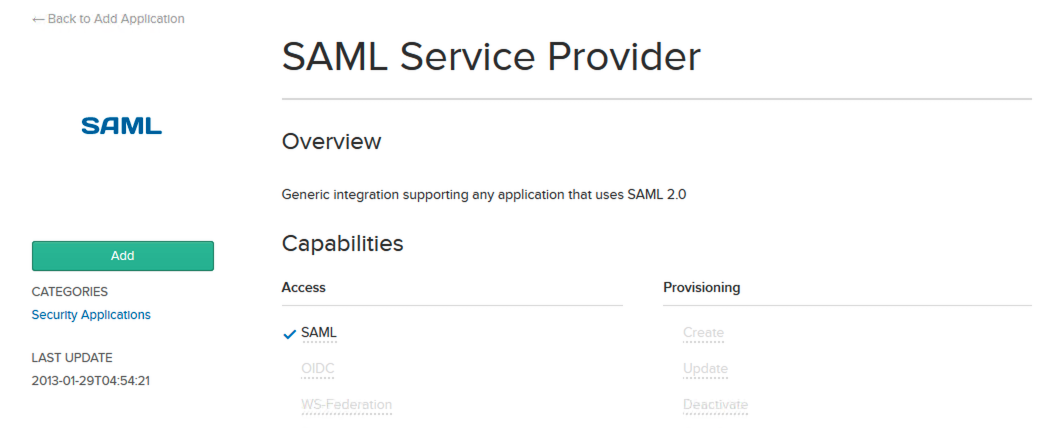 ← Back to Add Application
SAML Service Provider
SAML
Overview
Generic integration supporting any application that uses SAML 2.0
Capabilities
Add
CATEGORIES
Security Applications
LAST UPDATE
2013-01-29T04:54:21
Access
SAML
OIDC
WS-Federation
Provisioning
Create
Update
Deactivate